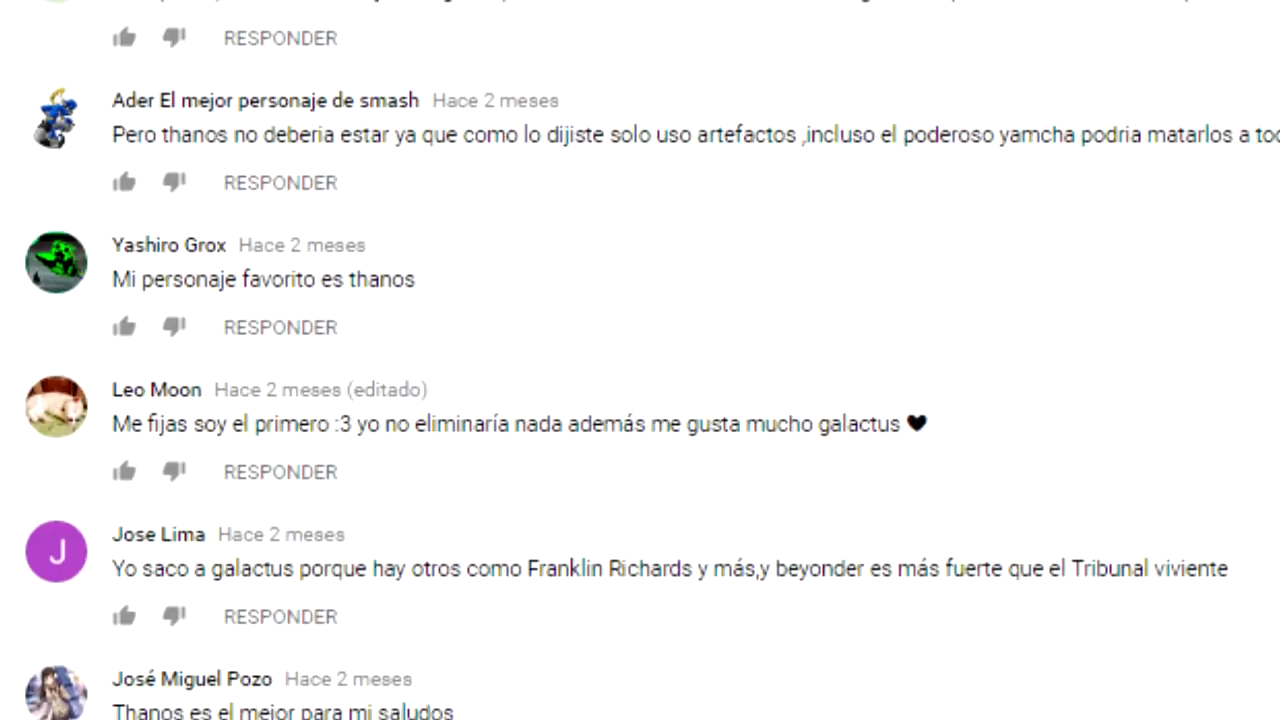 RESPONDER
Ader El mejor personaje de smash Hace 2 meses
Pero thanos no deberia estar ya que como lo dijiste solo uso artefactos ,incluso el poderoso yamcha podria matarlos a
RESPONDER
Yashiro Grox Hace 2 meses
Mi personaje favorito es thanos
RESPONDER
Leo Moon Hace 2 meses (editado)
Me fijas soy el primero :3 yo no eliminaría nada además me gusta mucho galactus ♥
RESPONDER
J
Jose Lima Hace 2 meses
Yo saco a galactus porque hay otros como Franklin Richards y más,y beyonder es más fuerte que el Tribunal viviente
RESPONDER
José Miguel Pozo Hace 2 meses
Thanos es el mejor para mi saludos